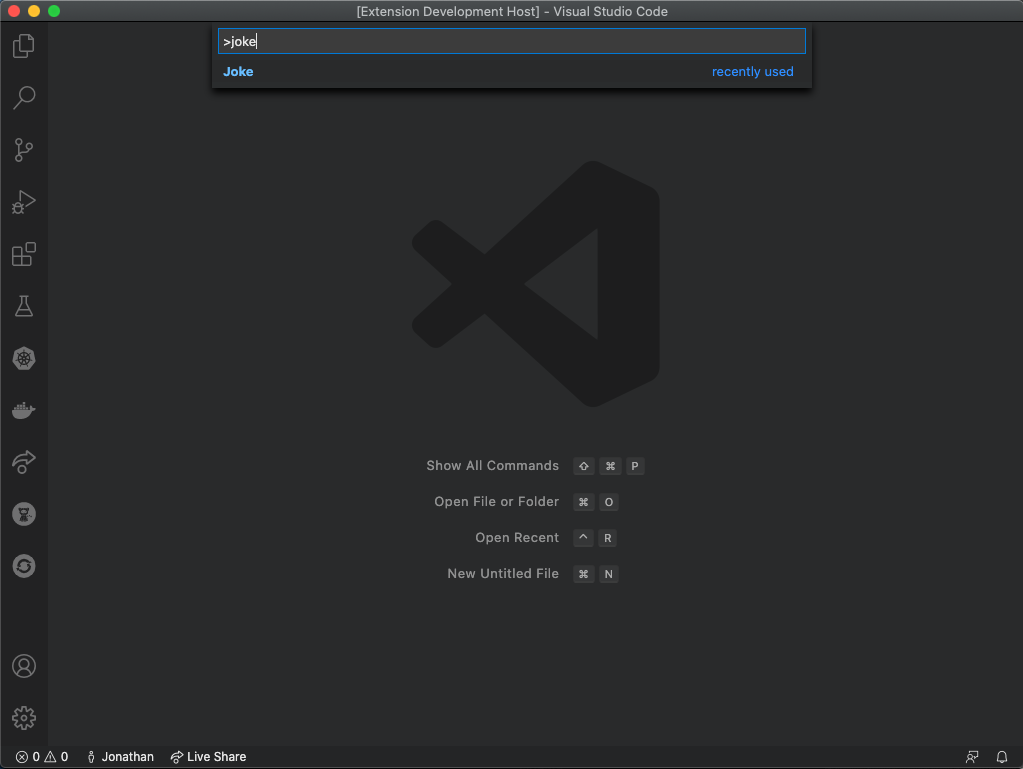 [Extension Development Host] - Visual Studio Code
>joke
Joke recently used
Show All Commands ⇧ ⌘ P
Open File or Folder ⌘ O
Open Recent ^ R
New Untitled File ⌘ N
0 0 Jonathan Live Share